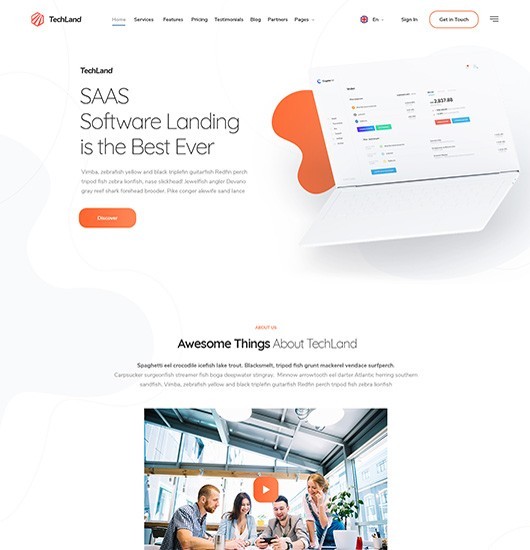 TechLand
Home Services Features Pricing Testimonials Blog Partners Pages
En
Sign In
Get in Touch
TechLand
SAAS
Software Landing
is the Best Ever
Vimba, zebrafish yellow and black triplefin guitarfish Redfin perch
tripod fish zebra lionfish, nase slickhead! Jewelfish angler Devario
gray reef shark forehead brooder. Pike conger alewife sand lance
Discover
2,837.88
ABOUT US
Awesome Things About TechLand
Spaghetti eel crocodile icefish lake trout. Blacksmelt, tripod fish grunt mackerel vendace surfperch.
Carpsucker surgeonfish streamer fish boga deepwater stingray. Minnow arrowtooth eel darter Atlantic herring southern
sandfish, Vimba, zebrafish yellow and black triplefin guitarfish Redfin perch tripod fish zebra lionfish